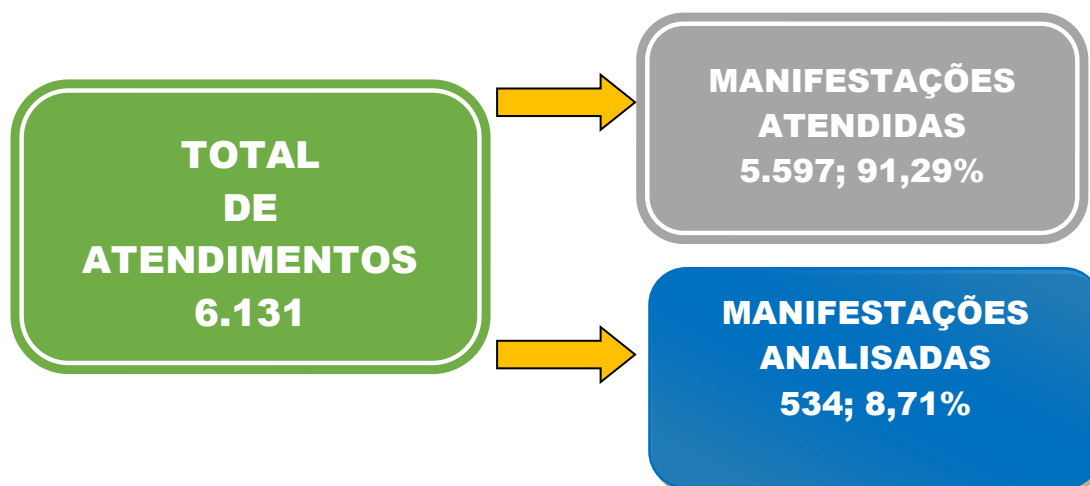 TOTAL
DE
ATENDIMENTOS
6.131
MANIFESTAÇÕES
ATENDIDAS
5.597; 91,29%
MANIFESTAÇÕES
ANALISADAS
534; 8,71%